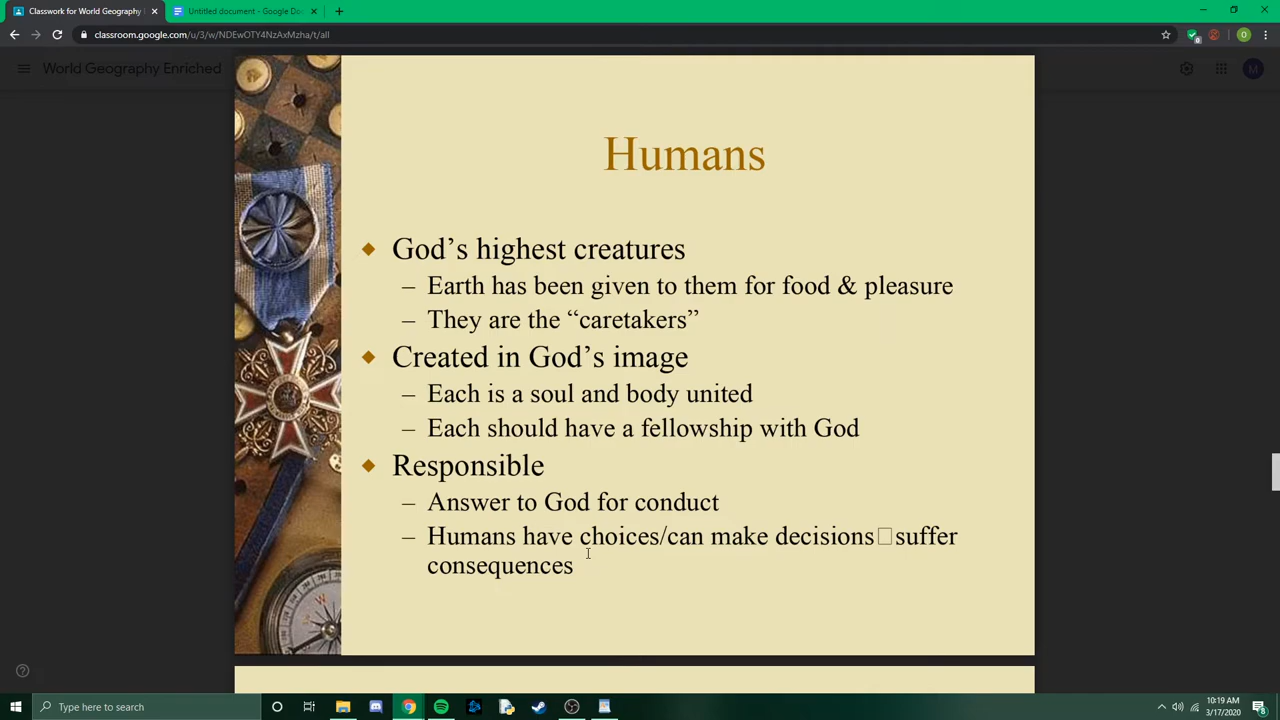 Classwork for World Geography
Untitled document - Google Doc
classroom.google.com/u/3/w/NDEwOTY4NzAxMzha/t/all
World Geography Enriched
Humans
God’s highest creatures
– Earth has been given to them for food & pleasure
– They are the “caretakers”
Created in God’s image
– Each is a soul and body united
– Each should have a fellowship with God
Responsible
– Answer to God for conduct
– Humans have choices/can make decisions□suffer
consequences
Type here to search
10:19 AM
3/17/2020
8